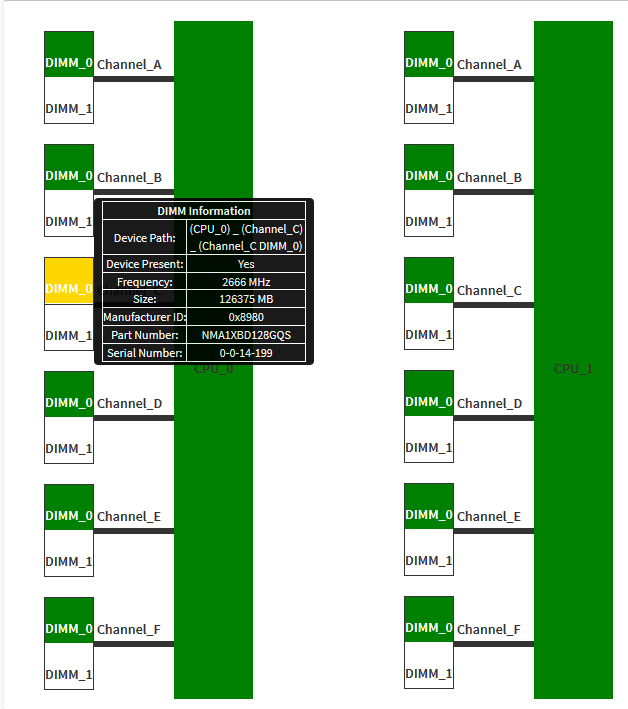 DIMM_0 Channel_A
DIMM_1
DIMM_0 Channel_B
DIMM_1
DIMM Information
Device Path: (CPU_0) _ (Channel_C)
_ (Channel_C DIMM_0)
Device Present: Yes
Frequency: 2666 MHz
Size: 126375 MB
Manufacturer ID: 0x8980
Part Number: NMA1XBD128GQS
Serial Number: 0-0-14-199
DIMM_0
DIMM_1
CPU_0
DIMM_0 Channel_D
DIMM_1
DIMM_0 Channel_E
DIMM_1
DIMM_0 Channel_F
DIMM_1
DIMM_0 Channel_A
DIMM_1
DIMM_0 Channel_B
DIMM_1
DIMM_0 Channel_C
DIMM_1
CPU_1
DIMM_0 Channel_D
DIMM_1
DIMM_0 Channel_E
DIMM_1
DIMM_0 Channel_F
DIMM_1